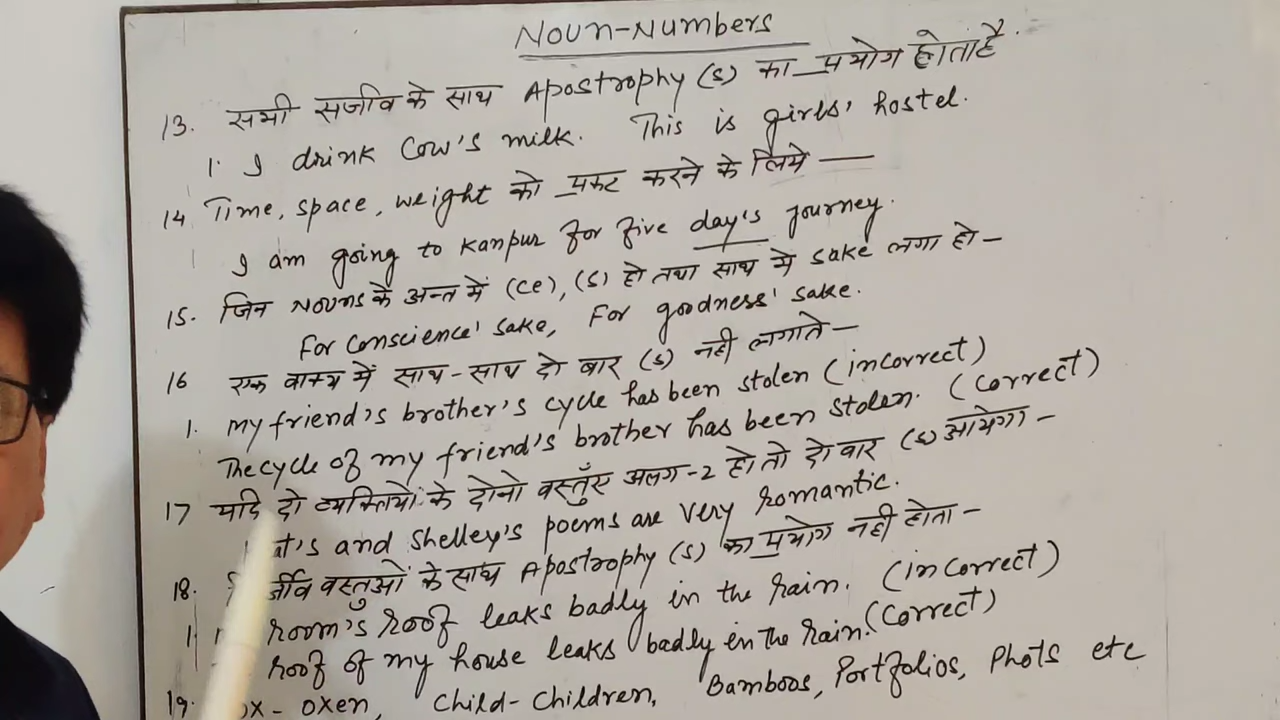 Noun-Numbers
13. सभी सजीव के साथ Apostrophy (s) का प्रयोग होता है.
1. I drink Cow's milk. This is girls' hostel.
14. Time, space, weight को प्रकट करने के लिये —
I am going to Kanpur for five day's journey.
15. जिन Nouns के अन्त में (ce), (s) हो तथा साथ में sake लगा हो –
For conscience' sake, For goodness' sake.
16 एक वाक्य में साथ-साथ दो बार (s) नही लगाते –
1. my friend's brother's cycle has been stolen (incorrect)
The cycle of my friend's brother has been stolen. (Correct)
17 यदि दो व्यक्तियों के दोनो वस्तुएँ अलग-2 हो तो दो बार (s) आयेगा –
and Shelley's poems are very romantic.
18. वस्तुओं के साथ Apostrophy (s) का प्रयोग नही होता –
1 room's roof leaks badly in the rain. (incorrect)
roof of my house leaks badly in the rain. (Correct)
19. ox - oxen, Child-Children, Bamboos, Portfolios, Phots etc